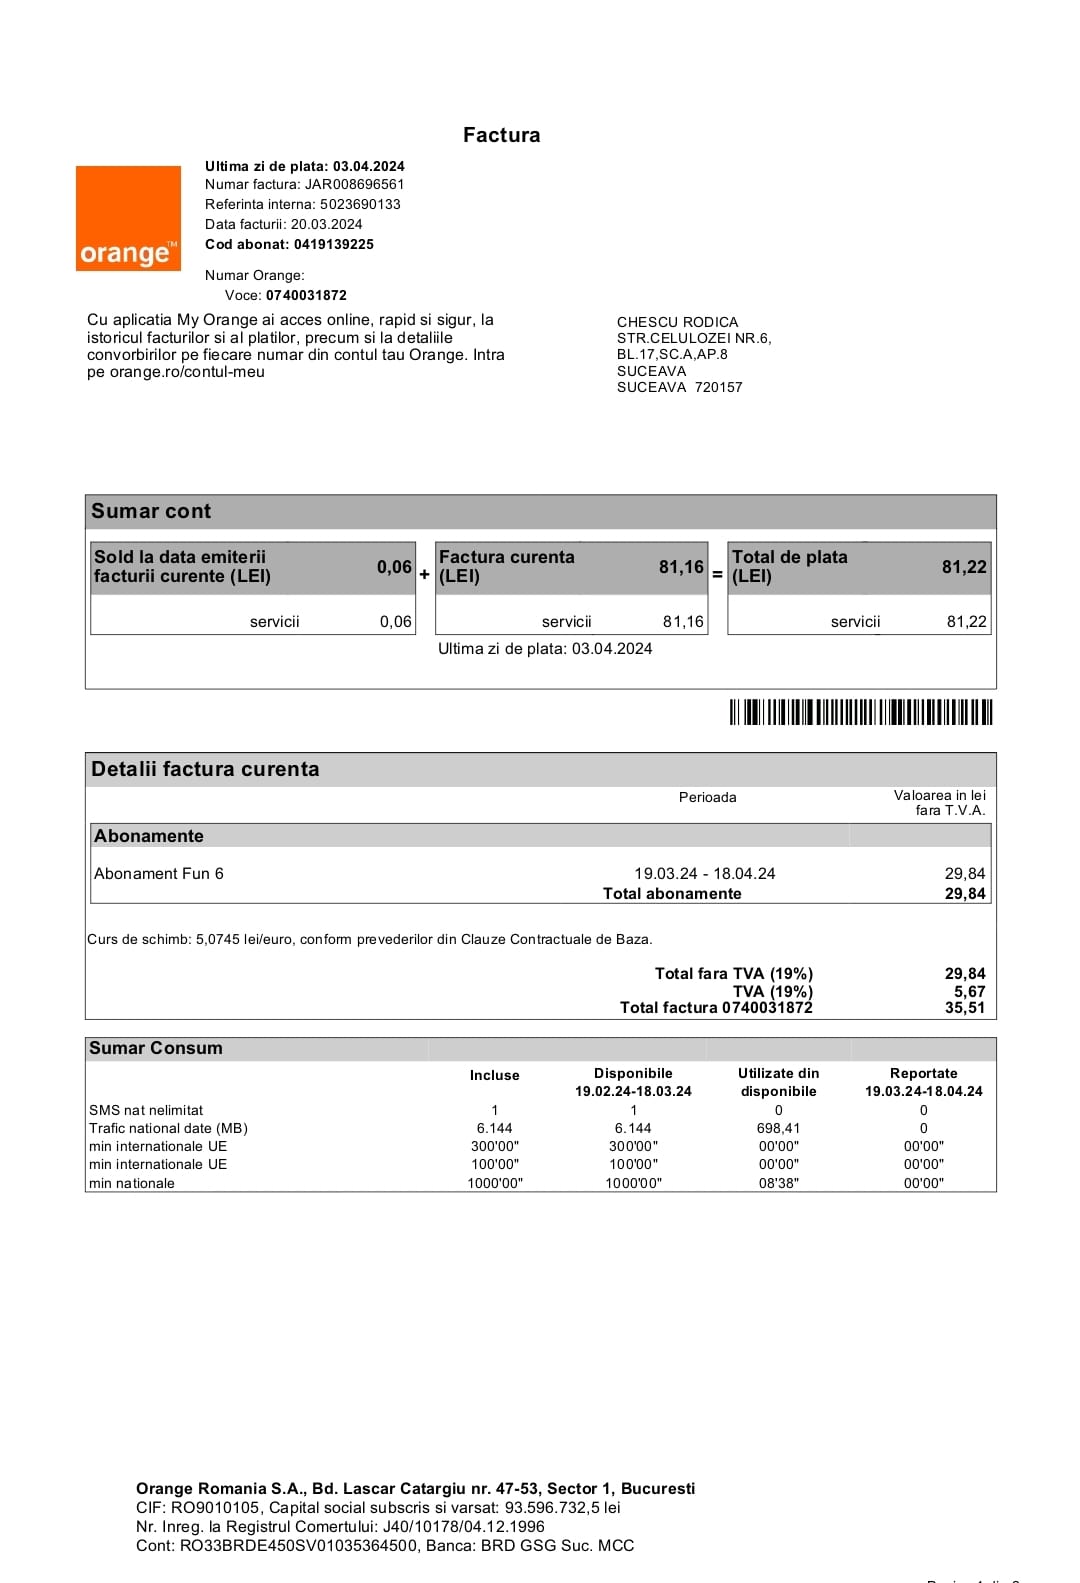 Factura
orange™
Ultima zi de plata: 03.04.2024
Numar factura: JAR008696561
Referinta interna: 5023690133
Data facturii: 20.03.2024
Cod abonat: 0419139225
Numar Orange:
Voce: 0740031872
Cu aplicatia My Orange ai acces online, rapid si sigur, la
istoricul facturilor si al platilor, precum si la detaliile
convorbirilor pe fiecare numar din contul tau Orange. Intra
pe orange.ro/contul-meu
CHESCU RODICA
STR.CELULOZEI NR.6,
BL.17,SC.A,AP.8
SUCEAVA
SUCEAVA 720157
Sumar cont
Sold la data emiterii
facturii curente (LEI) 0,06
+
Factura curenta
(LEI) 81,16
=
Total de plata
(LEI) 81,22
servicii 0,06 servicii 81,16 servicii 81,22
Ultima zi de plata: 03.04.2024
Detalii factura curenta
Perioada Valoarea in lei
fara T.V.A.
Abonamente
Abonament Fun 6 19.03.24 - 18.04.24 29,84
Total abonamente 29,84
Curs de schimb: 5,0745 lei/euro, conform prevederilor din Clauze Contractuale de Baza.
Total fara TVA (19%) 29,84
TVA (19%) 5,67
Total factura 0740031872 35,51
Sumar Consum
Incluse Disponibile Utilizate din Reportate
19.02.24-18.03.24 disponibile 19.03.24-18.04.24
SMS nat nelimitat 1 1 0 0
Trafic national date (MB) 6.144 6.144 698,41 0
min internationale UE 300'00" 300'00" 00'00" 00'00"
min internationale UE 100'00" 100'00" 00'00" 00'00"
min nationale 1000'00" 1000'00" 08'38" 00'00"
Orange Romania S.A., Bd. Lascar Catargiu nr. 47-53, Sector 1, Bucuresti
CIF: RO9010105, Capital social subscris si varsat: 93.596.732,5 lei
Nr. Inreg. la Registrul Comertului: J40/10178/04.12.1996
Cont: RO33BRDE450SV01035364500, Banca: BRD GSG Suc. MCC